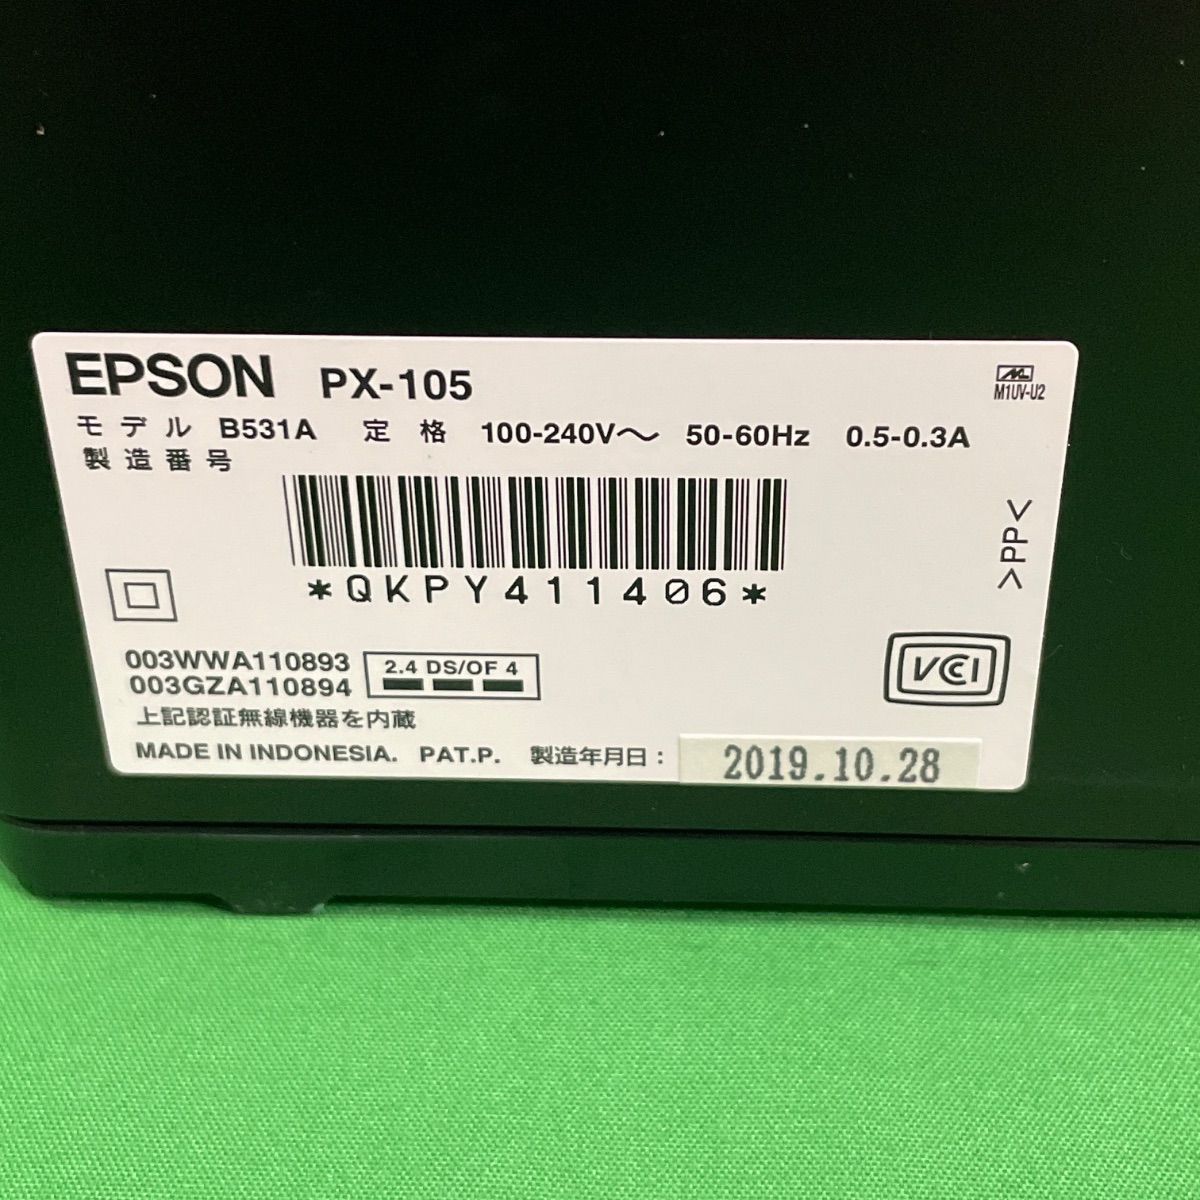 EPSON PX-105
M1UV-U2
モデル B531A 定格 100-240V～ 50-60Hz 0.5-0.3A
製造番号
*QKPY411406*
>PP<
003WWA110893
003GZA110894
2.4 DS/OF 4
VCCI
上記認証無線機器を内蔵
MADE IN INDONESIA. PAT.P. 製造年月日： 2019.10.28